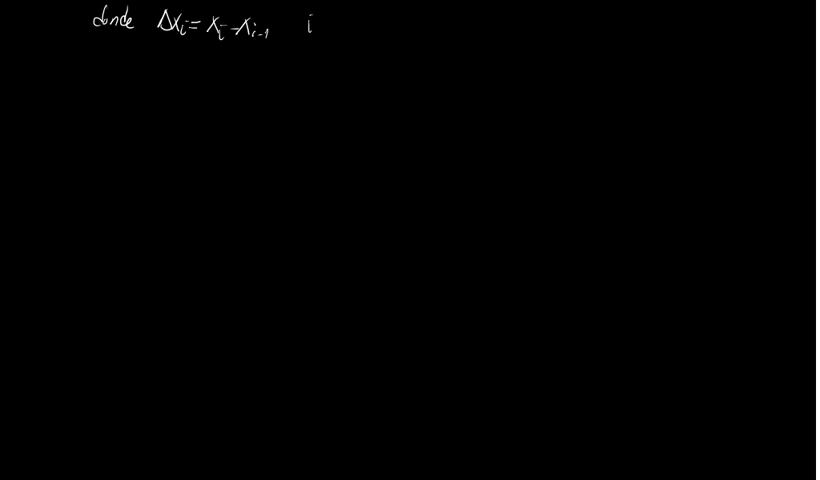 donde Δxᵢ = xᵢ - xᵢ₋₁ i